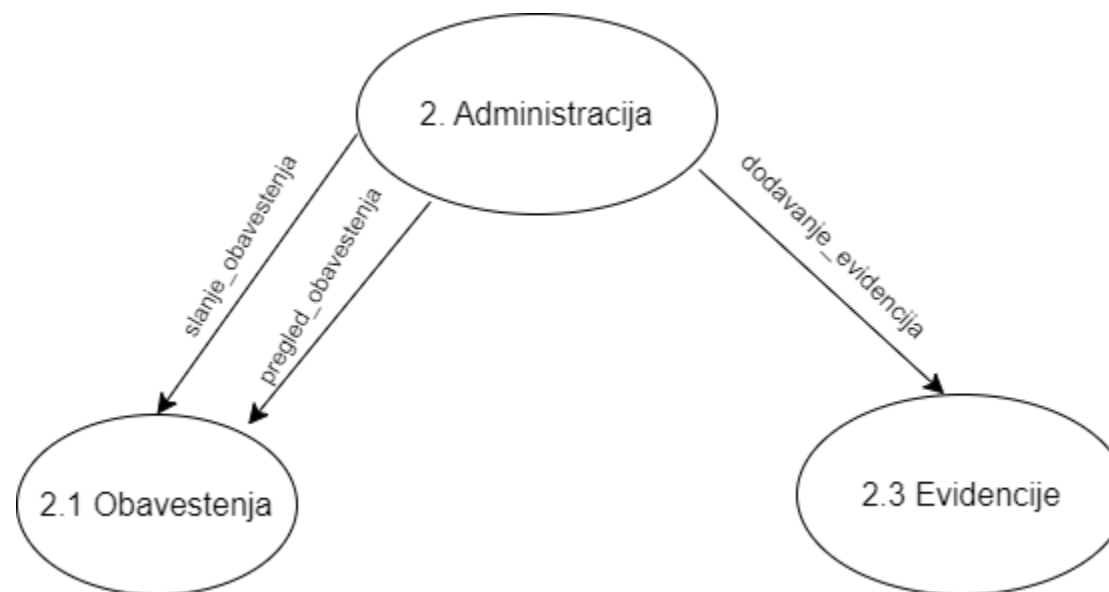 2. Administracija
slanje_obavestenja
pregled_obavestenja
dodavanje_evidencija
2.1 Obavestenja
2.3 Evidencije